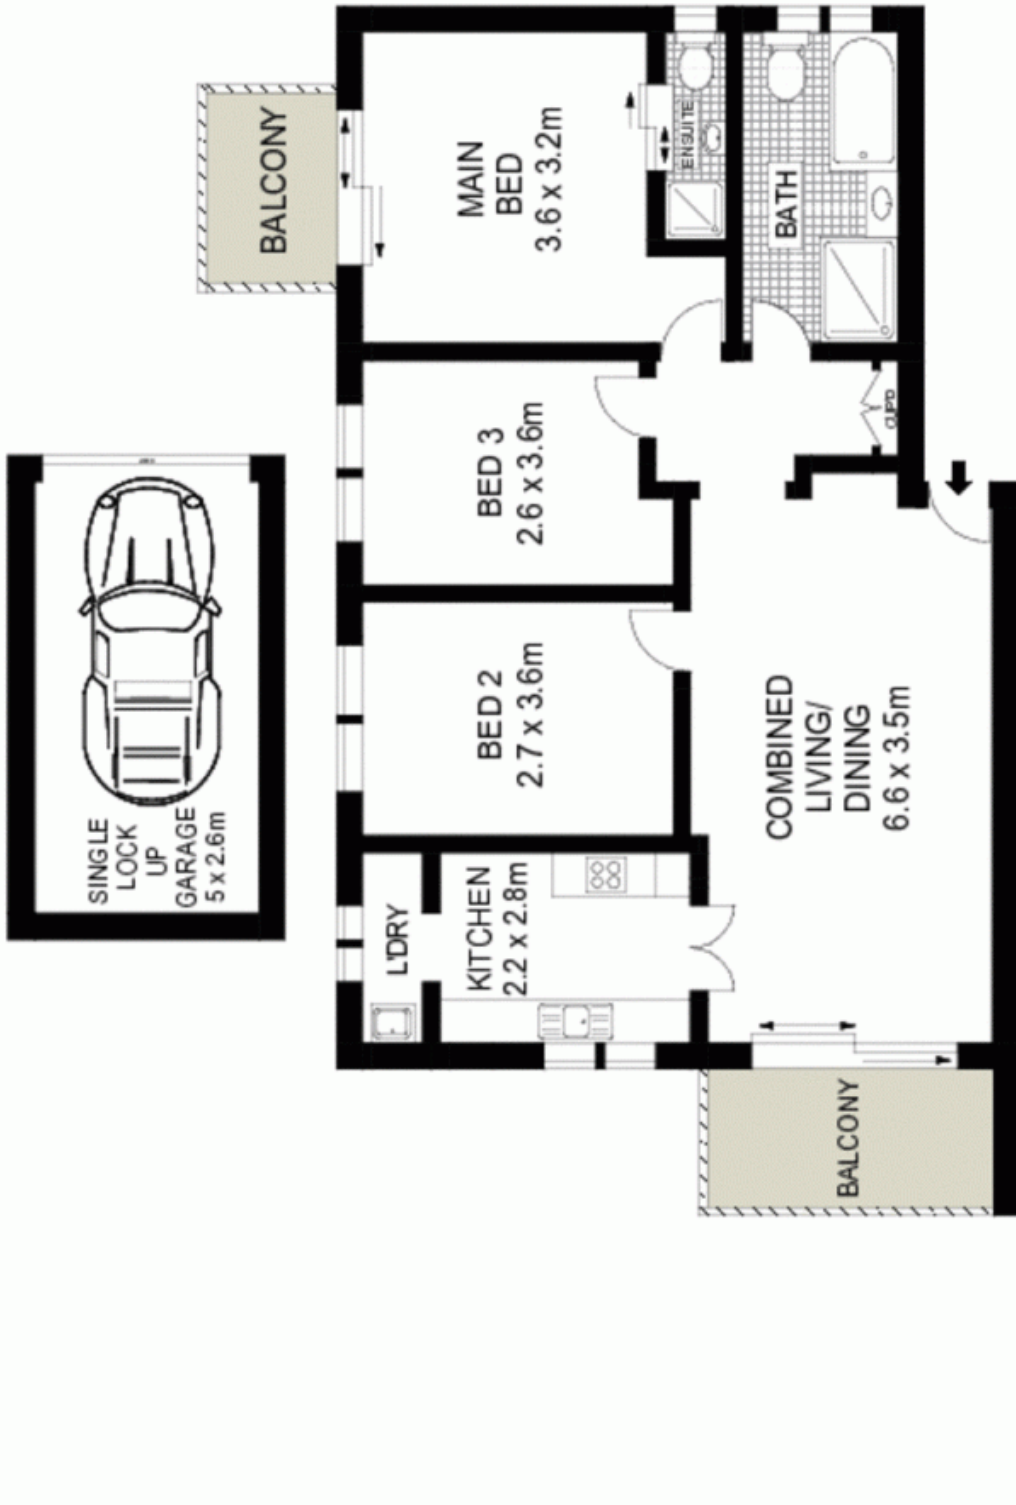 BALCONY
MAIN
BED
3.6 x 3.2m
ENSUITE
BATH
BED 3
2.6 x 3.6m
CUP'D
BED 2
2.7 x 3.6m
COMBINED
LIVING/
DINING
6.6 x 3.5m
SINGLE
LOCK
UP
GARAGE
5 x 2.6m
L'DRY
KITCHEN
2.2 x 2.8m
BALCONY